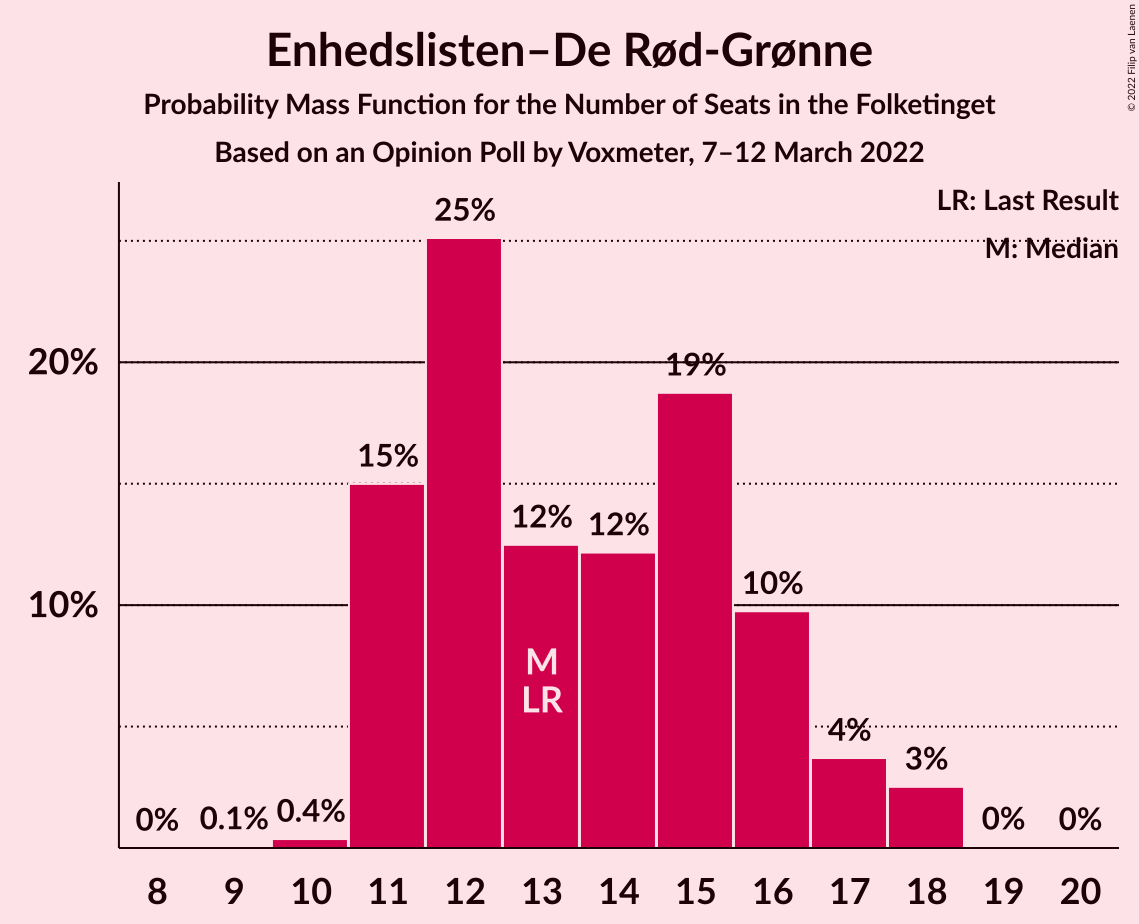 Enhedslisten–De Rød-Grønne
Probability Mass Function for the Number of Seats in the Folketinget
Based on an Opinion Poll by Voxmeter, 7–12 March 2022
© 2022 Filip van Laenen
LR: Last Result
M: Median
20%
10%
0%
0.1%
0.4%
15%
25%
12%
12%
19%
10%
4%
3%
0%
0%
M
LR
8 9 10 11 12 13 14 15 16 17 18 19 20